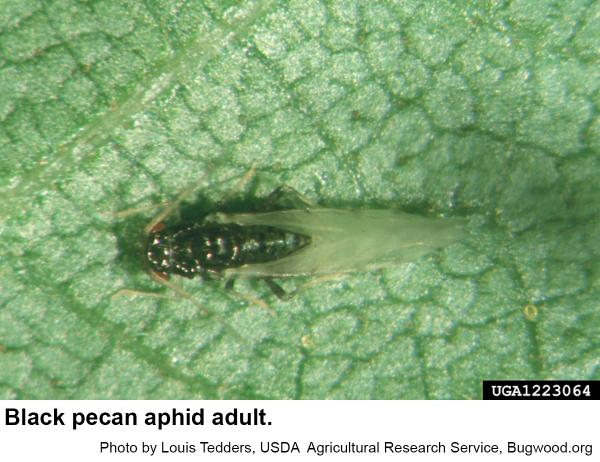 UGA1223064
Black pecan aphid adult.
Photo by Louis Tedders, USDA Agricultural Research Service, Bugwood.org